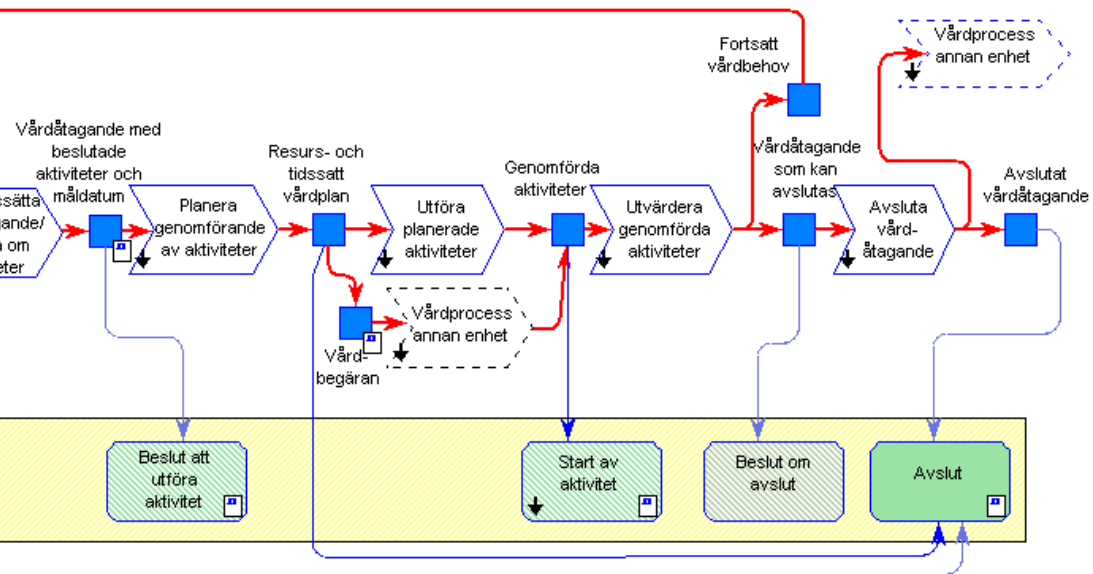 Vårdprocess
annan enhet
Fortsatt
vårdbehov
Vårdåtagande med
beslutade
aktiviteter och
måldatum
Resurs- och
tidssatt
vårdplan
Genomförda
aktiviteter
Vårdåtagande
som kan
avslutas
Avslutat
vårdåtagande
Planera
genomförande
av aktiviteter
Utföra
planerade
aktiviteter
Utvärdera
genomförda
aktiviteter
Avsluta
vård-
åtagande
om
Vårdprocess
annan enhet
Vård-
begäran
Beslut att
utföra
aktivitet
Start av
aktivitet
Beslut om
avslut
Avslut